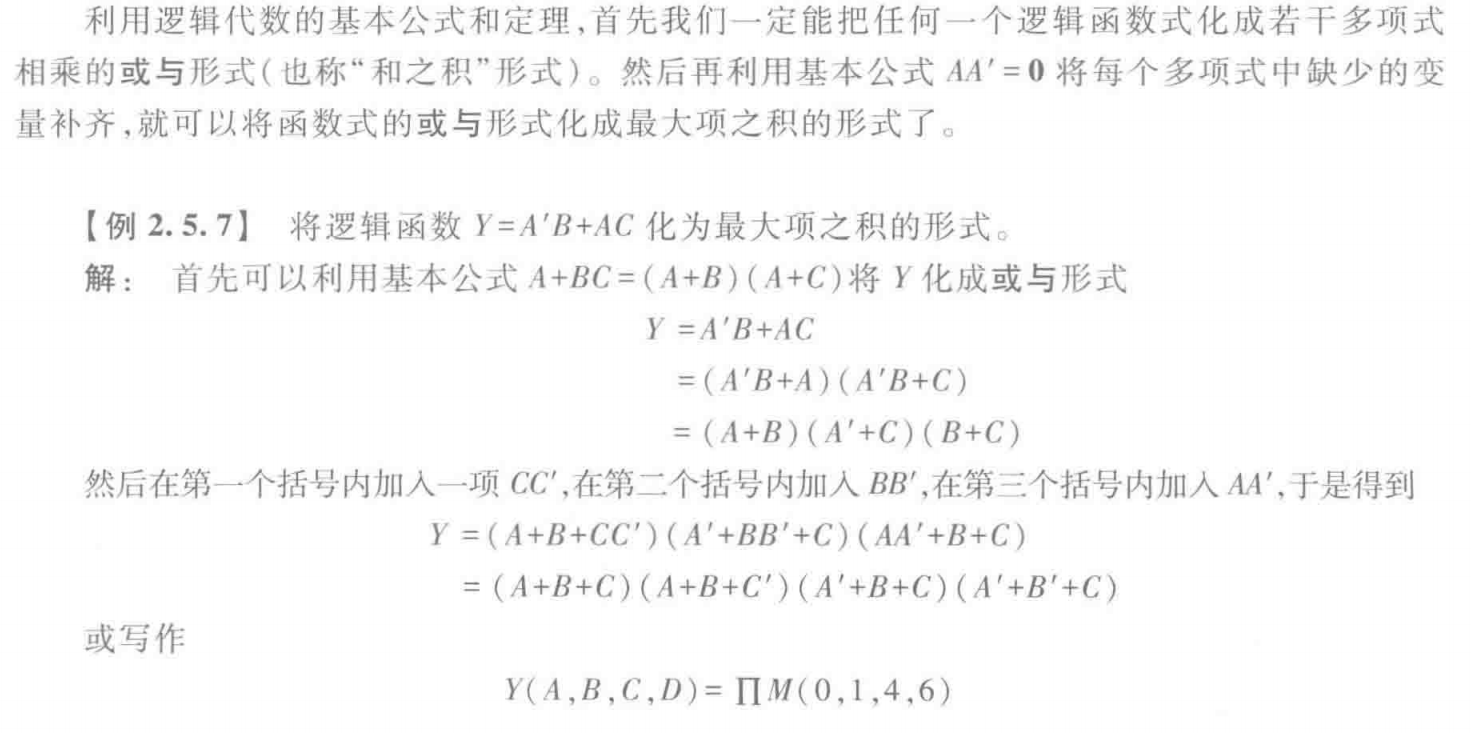 利用逻辑代数的基本公式和定理,首先我们一定能把任何一个逻辑函数式化成若干多项式
相乘的或与形式(也称“和之积”形式)。然后再利用基本公式 AA′=0 将每个多项式中缺少的变
量补齐,就可以将函数式的或与形式化成最大项之积的形式了。
【例 2.5.7】 将逻辑函数 Y=A′B+AC 化为最大项之积的形式。
解: 首先可以利用基本公式 A+BC=(A+B)(A+C)将 Y 化成或与形式
Y =A′B+AC
=(A′B+A)(A′B+C)
=(A+B)(A′+C)(B+C)
然后在第一个括号内加入一项 CC′,在第二个括号内加入 BB′,在第三个括号内加入 AA′,于是得到
Y =(A+B+CC′)(A′+BB′+C)(AA′+B+C)
=(A+B+C)(A+B+C′)(A′+B+C)(A′+B′+C)
或写作
Y(A,B,C,D)=∏M(0,1,4,6)